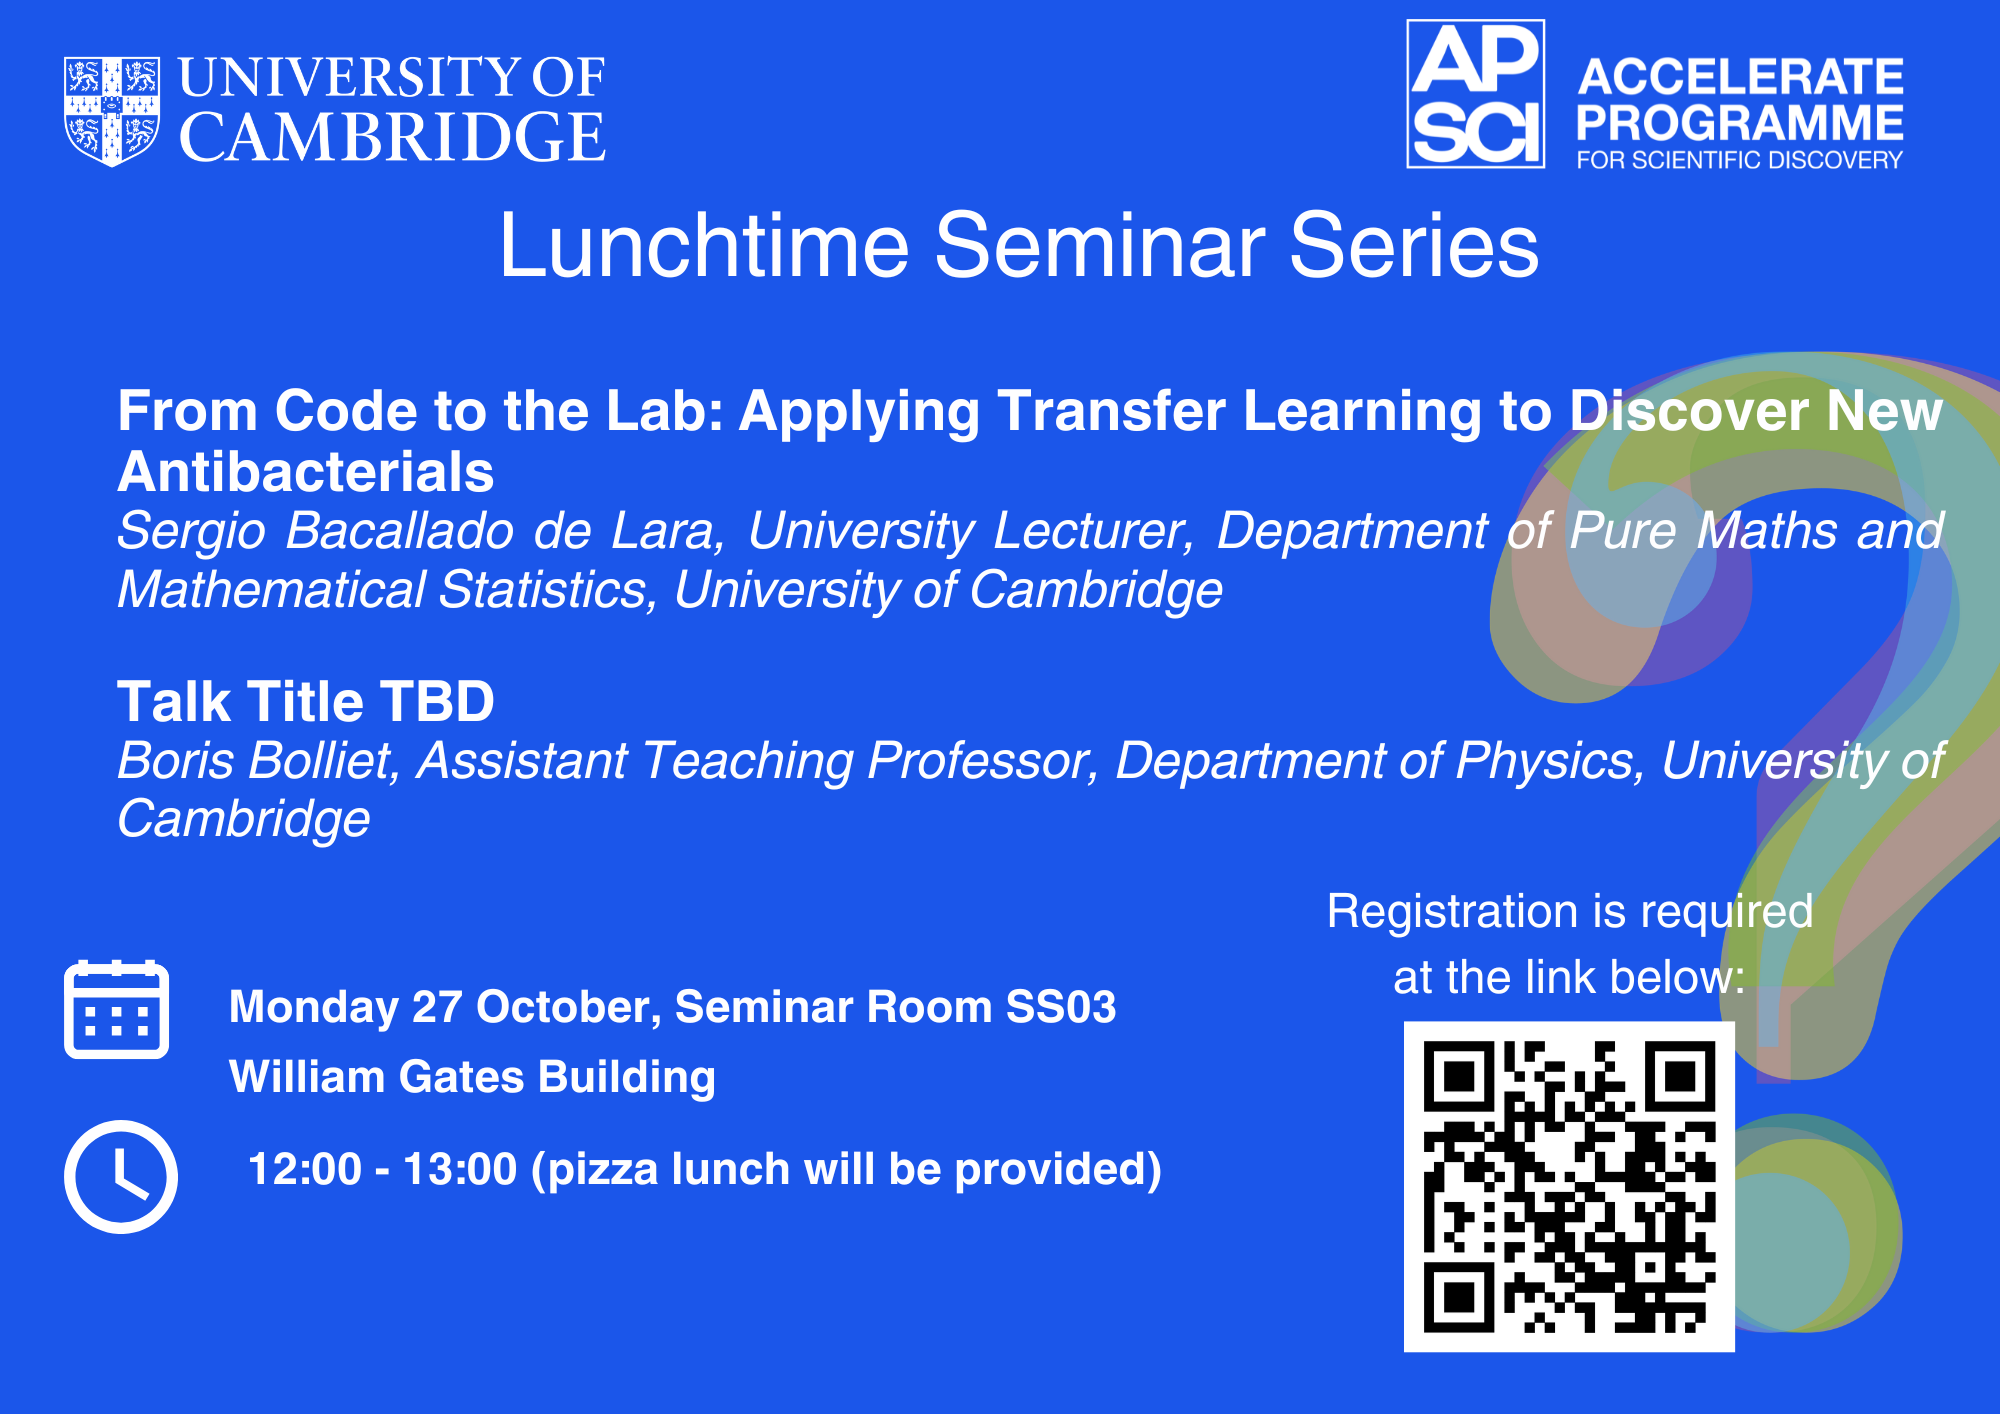 UNIVERSITY OF
CAMBRIDGE
AP
SCI
ACCELERATE
PROGRAMME
FOR SCIENTIFIC DISCOVERY
Lunchtime Seminar Series
From Code to the Lab: Applying Transfer Learning to Discover New
Antibacterials
Sergio Bacallado de Lara, University Lecturer, Department of Pure Maths and
Mathematical Statistics, University of Cambridge
Talk Title TBD
Boris Bolliet, Assistant Teaching Professor, Department of Physics, University of
Cambridge
Registration is required
at the link below:
Monday 27 October, Seminar Room SS03
William Gates Building
12:00 - 13:00 (pizza lunch will be provided)